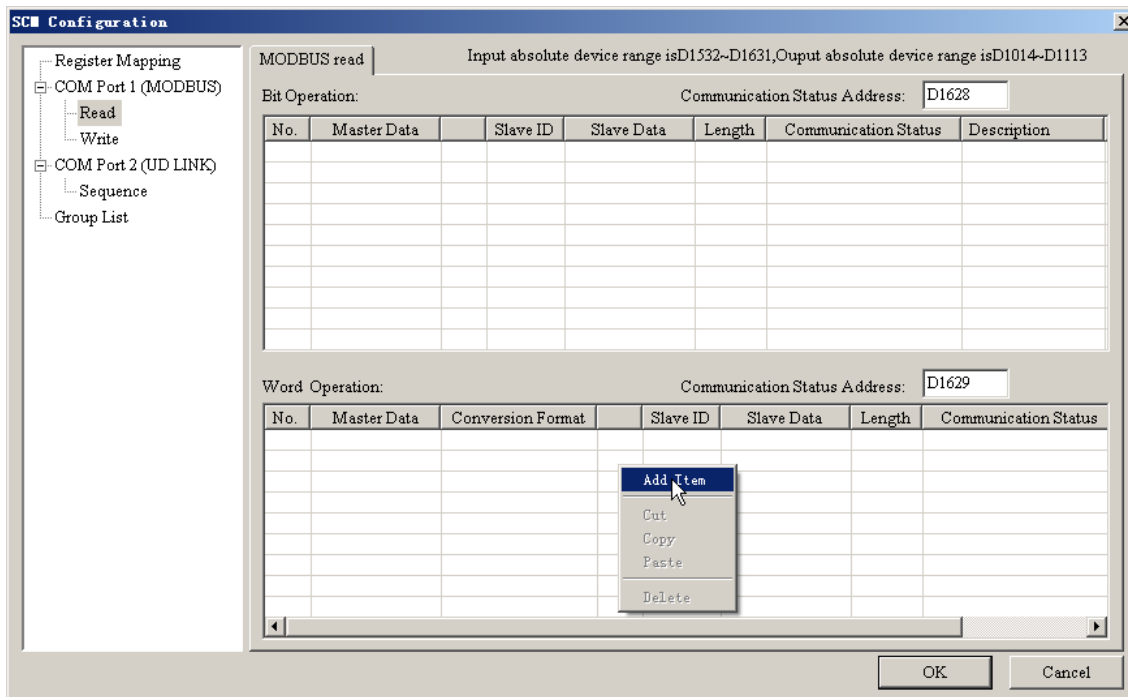 SCM Configuration
Register Mapping
COM Port 1 (MODBUS)
Read
Write
COM Port 2 (UD LINK)
Sequence
Group List
MODBUS read
Input absolute device range isD1532~D1631,Ouput absolute device range isD1014~D1113
Bit Operation:
Communication Status Address: D1628
No. Master Data Slave ID Slave Data Length Communication Status Description
Word Operation:
Communication Status Address: D1629
No. Master Data Conversion Format Slave ID Slave Data Length Communication Status
Add Item
Cut
Copy
Paste
Delete
OK Cancel